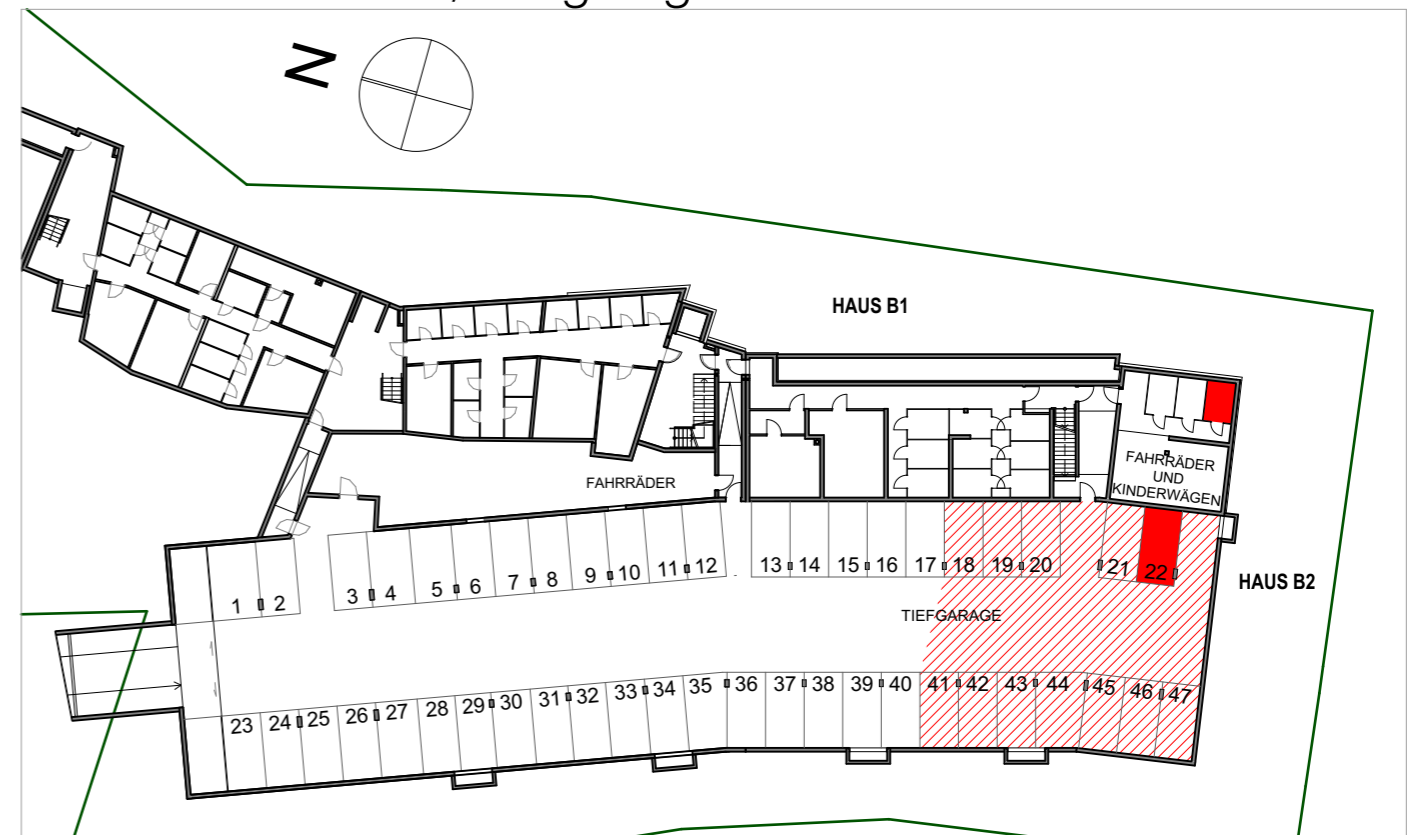 N
HAUS B1
FAHRRÄDER
UND
KINDERWÄGEN
FAHRRÄDER
1 2 3 4 5 6 7 8 9 10 11 12 13 14 15 16 17 18 19 20 21 22
HAUS B2
TIEFGARAGE
23 24 25 26 27 28 29 30 31 32 33 34 35 36 37 38 39 40 41 42 43 44 45 46 47